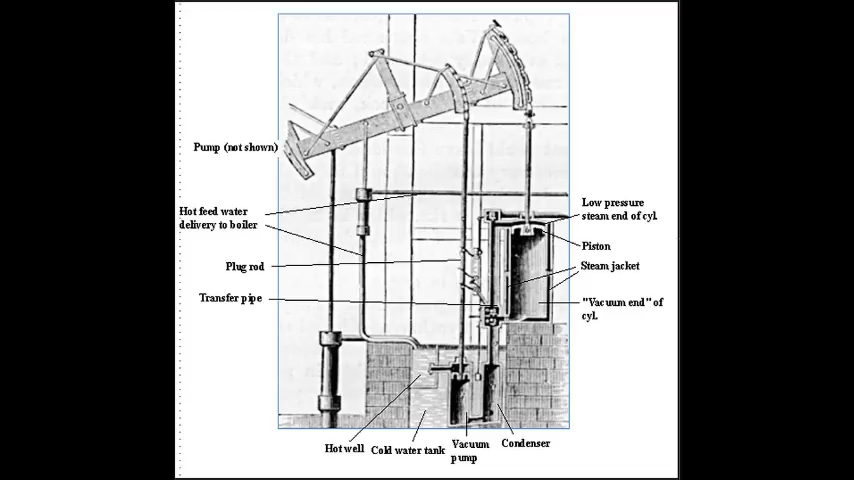 Pump (not shown)
Hot feed water
delivery to boiler
Plug rod
Transfer pipe
Low pressure
steam end of cyl.
Piston
Steam jacket
"Vacuum end" of
cyl.
Hot well
Cold water tank
Vacuum
pump
Condenser